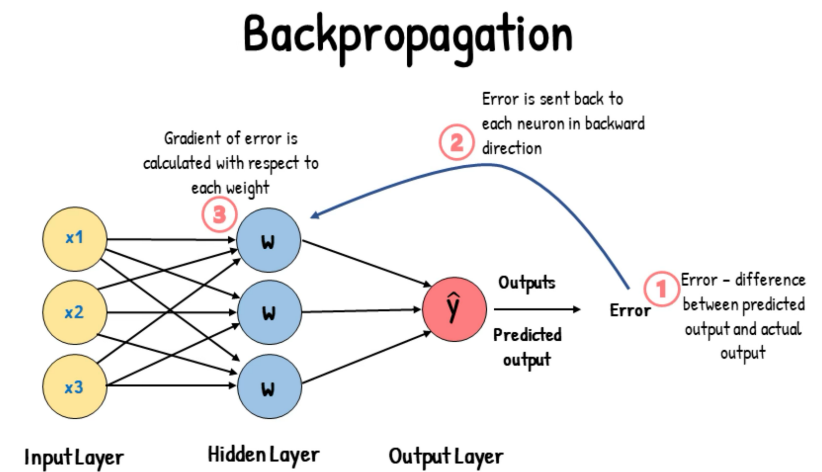 Backpropagation
Error is sent back to
each neuron in backward
direction
2
Gradient of error is
calculated with respect to
each weight
3
x1
x2
x3
w
w
w
ŷ
Outputs
Predicted
output
Error
1
Error – difference
between predicted
output and actual
output
Input Layer
Hidden Layer
Output Layer